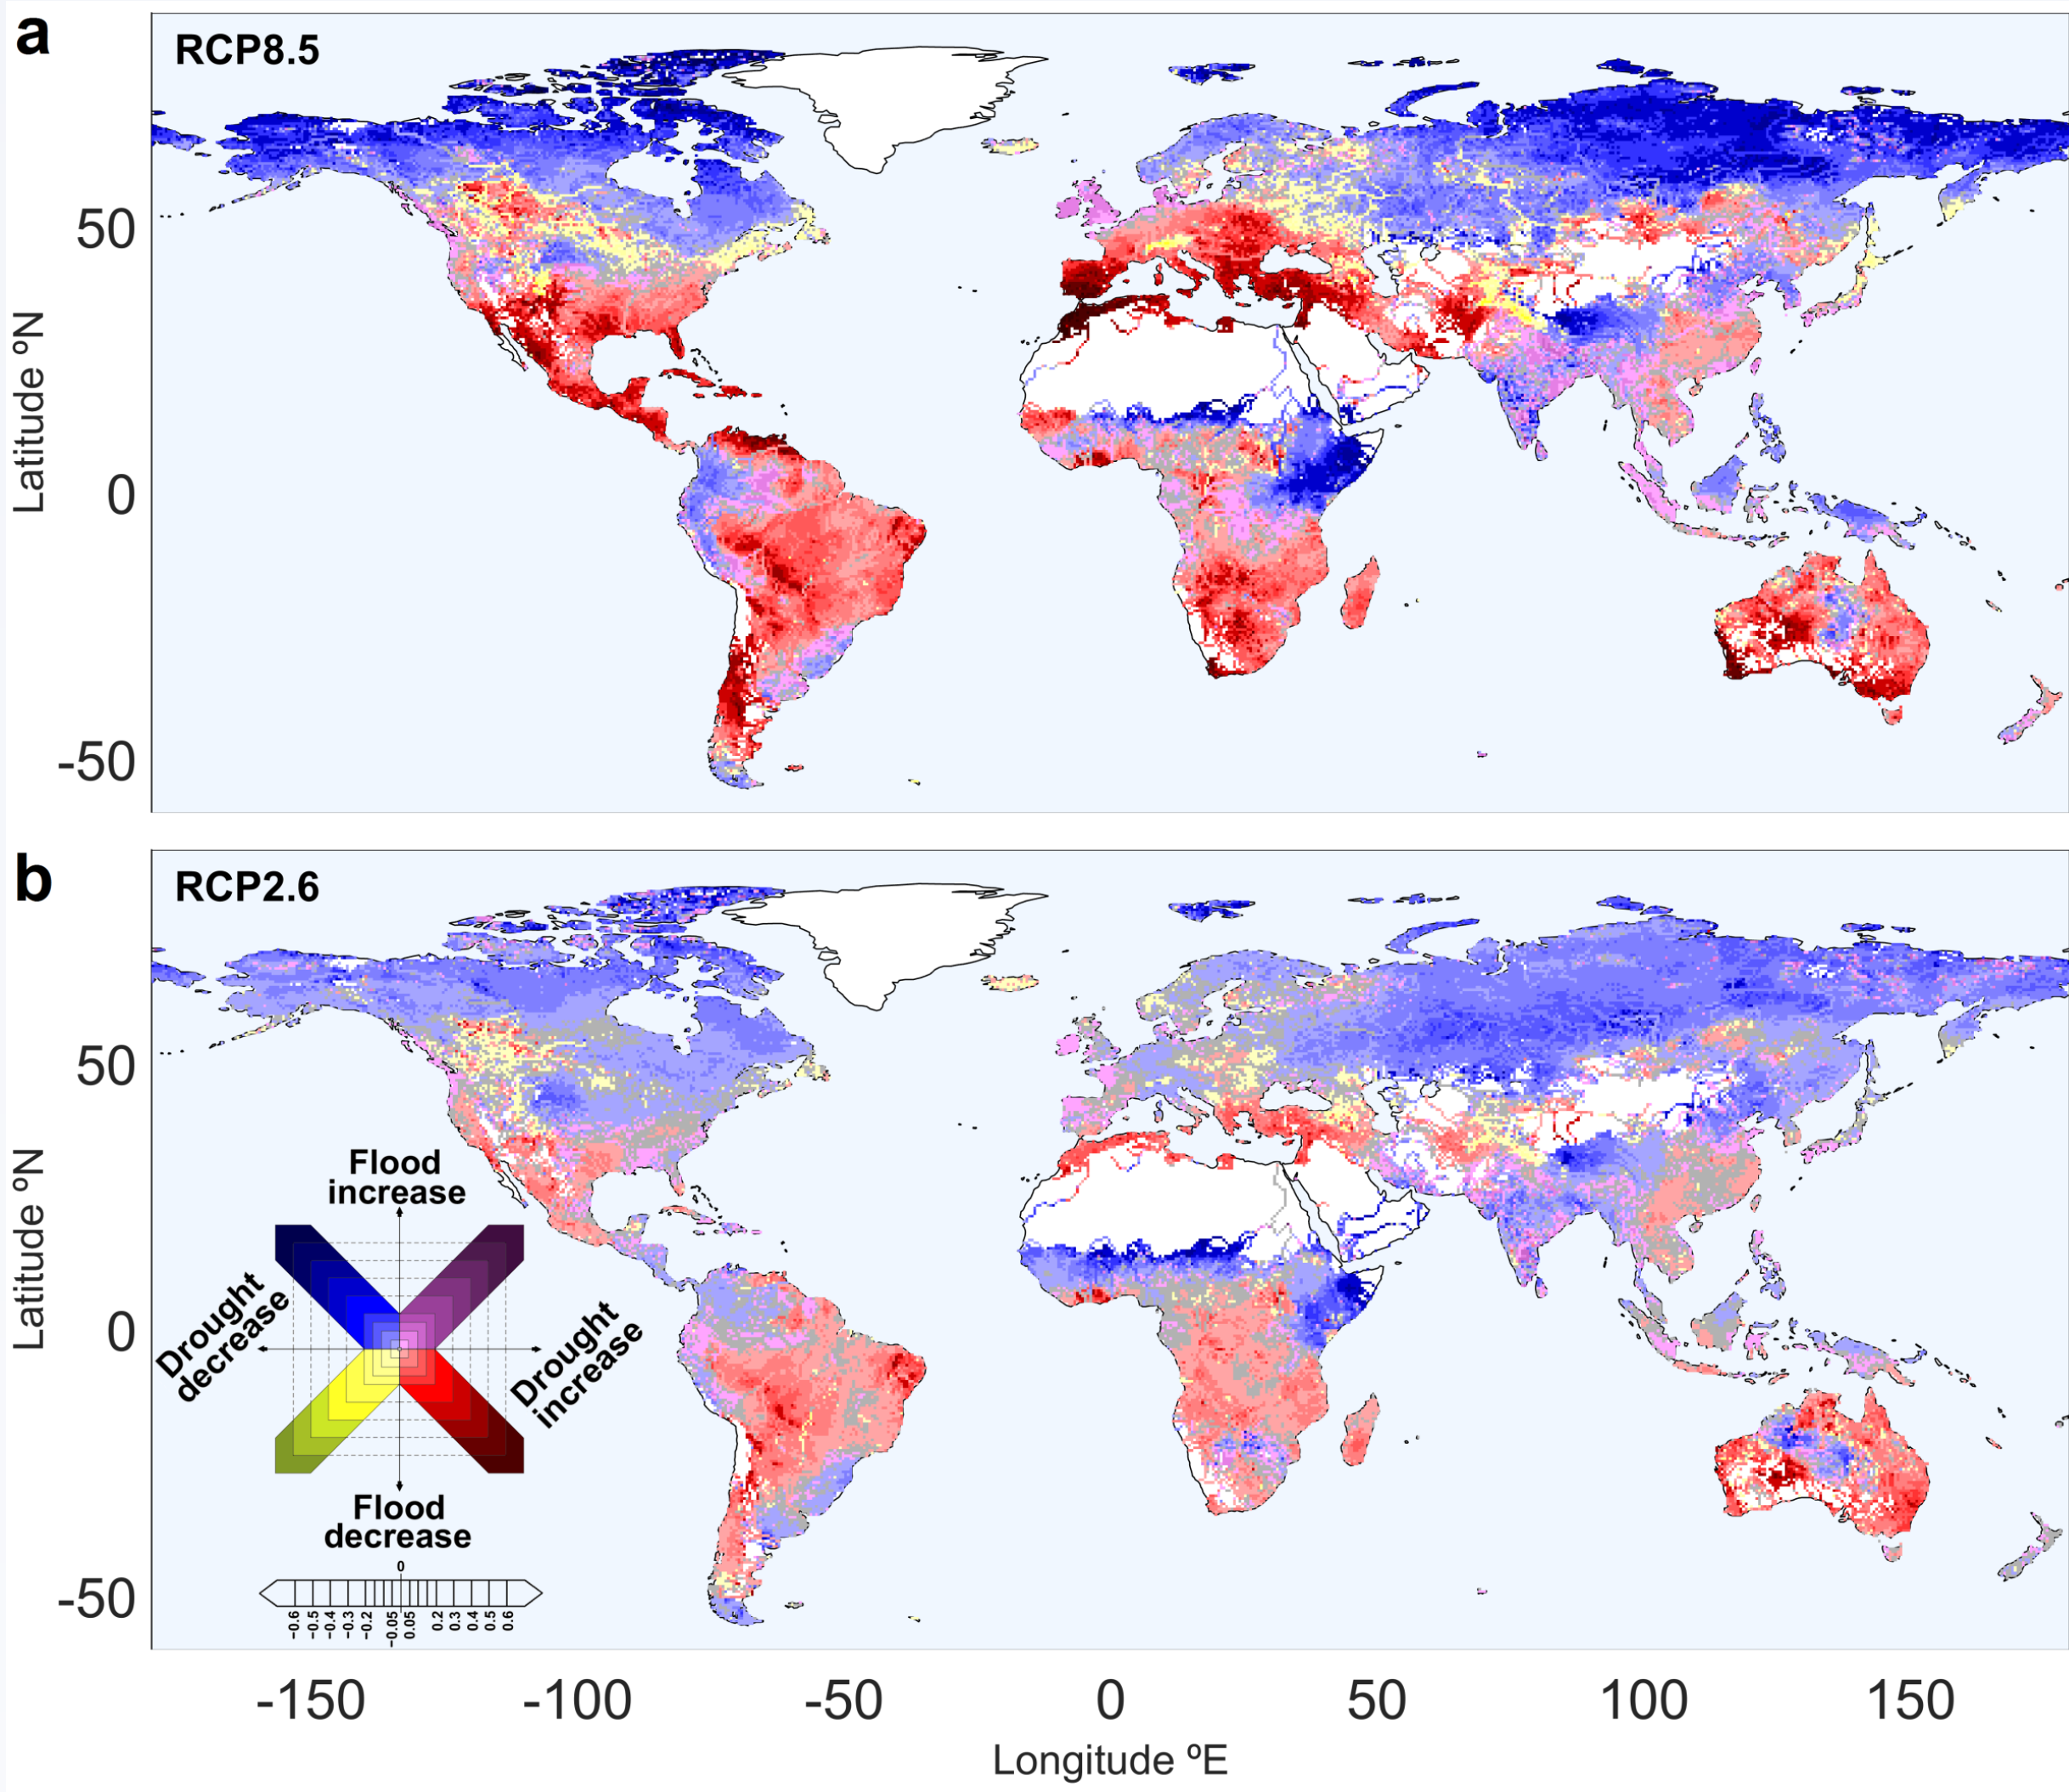 a
RCP8.5
50
0
-50
Latitude ºN
b
RCP2.6
50
0
-50
Latitude ºN
Flood
increase
Drought
decrease
Drought
increase
Flood
decrease
0
−0.6
−0.5
−0.4
−0.3
−0.2
−0.05
0.05
0.2
0.3
0.4
0.5
0.6
-150
-100
-50
0
50
100
150
Longitude ºE